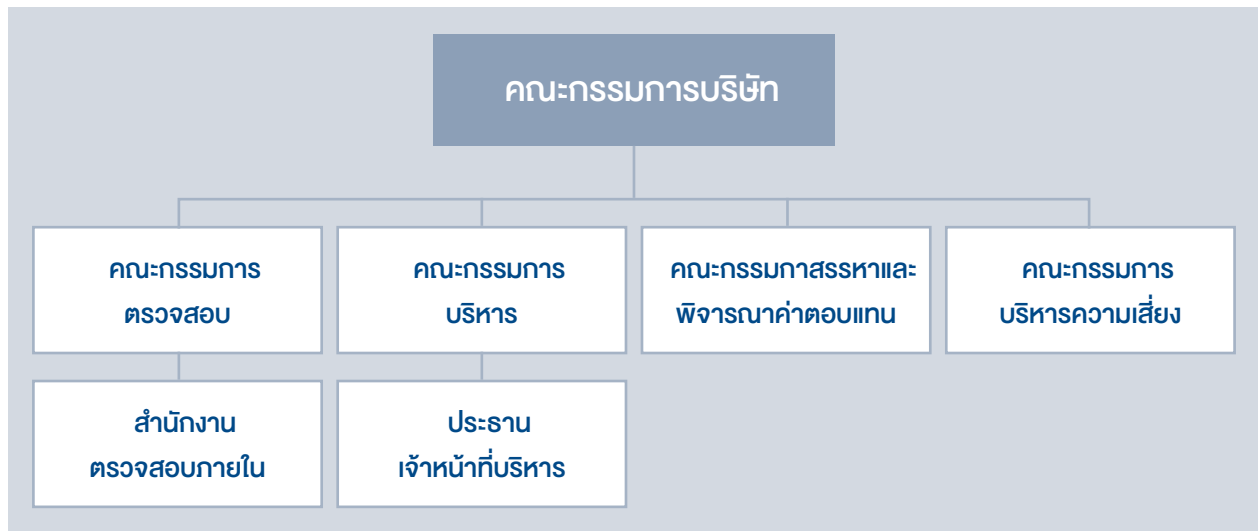 คณะกรรมการบริษัท
คณะกรรมการ
ตรวจสอบ
คณะกรรมการ
บริหาร
คณะกรรมกาสรรหาและ
พิจารณาค่าตอบแทน
คณะกรรมการ
บริหารความเสี่ยง
สำนักงาน
ตรวจสอบภายใน
ประธาน
เจ้าหน้าที่บริหาร